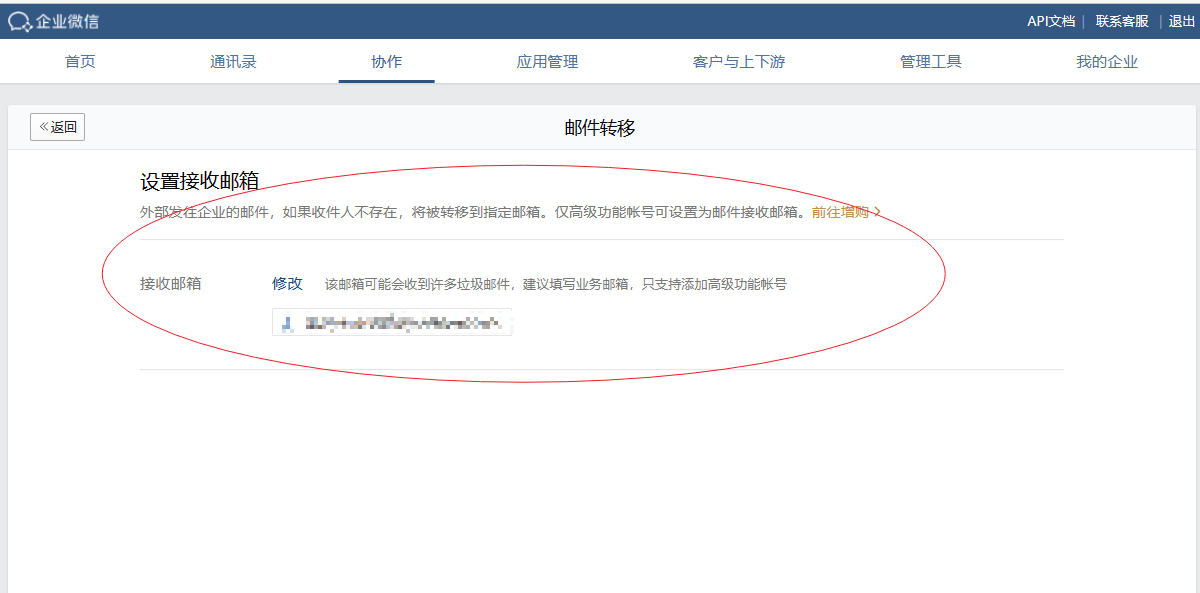 企业微信
API文档 | 联系客服 | 退出
首页 通讯录 协作 应用管理 客户与上下游 管理工具 我的企业
«返回 邮件转移
设置接收邮箱
外部发往企业的邮件，如果收件人不存在，将被转移到指定邮箱。仅高级功能帐号可设置为邮件接收邮箱。前往增购 >
接收邮箱 修改 该邮箱可能会收到许多垃圾邮件，建议填写业务邮箱，只支持添加高级功能帐号